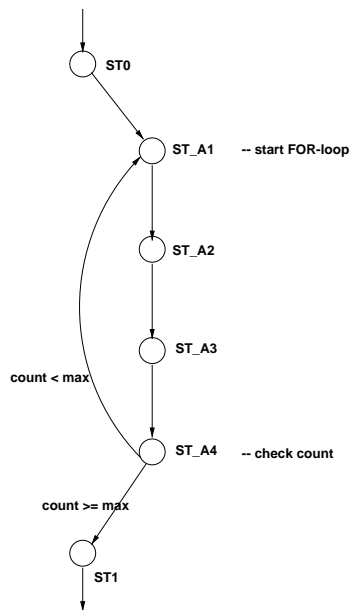 ST0
ST_A1 -- start FOR-loop
ST_A2
ST_A3
count < max
ST_A4 -- check count
count >= max
ST1